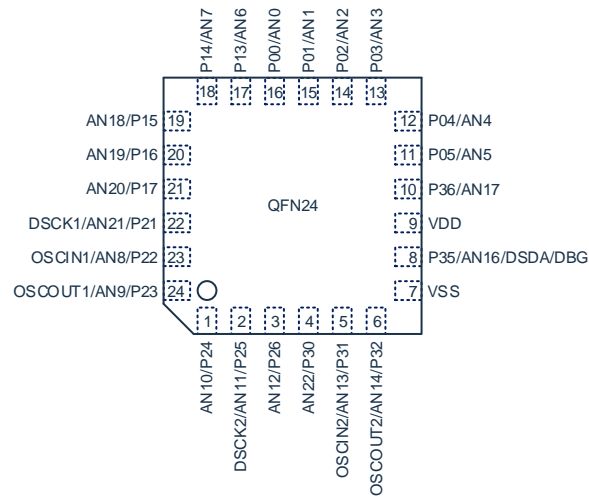 P14/AN7
P13/AN6
P00/AN0
P01/AN1
P02/AN2
P03/AN3
18
17
16
15
14
13
AN18/P15
19
12
P04/AN4
AN19/P16
20
11
P05/AN5
AN20/P17
21
10
P36/AN17
QFN24
DSCK1/AN21/P21
22
9
VDD
OSCIN1/AN8/P22
23
8
P35/AN16/DSDA/DBG
OSCOUT1/AN9/P23
24
7
VSS
1
2
3
4
5
6
AN10/P24
DSCK2/AN11/P25
AN12/P26
AN22/P30
OSCIN2/AN13/P31
OSCOUT2/AN14/P32